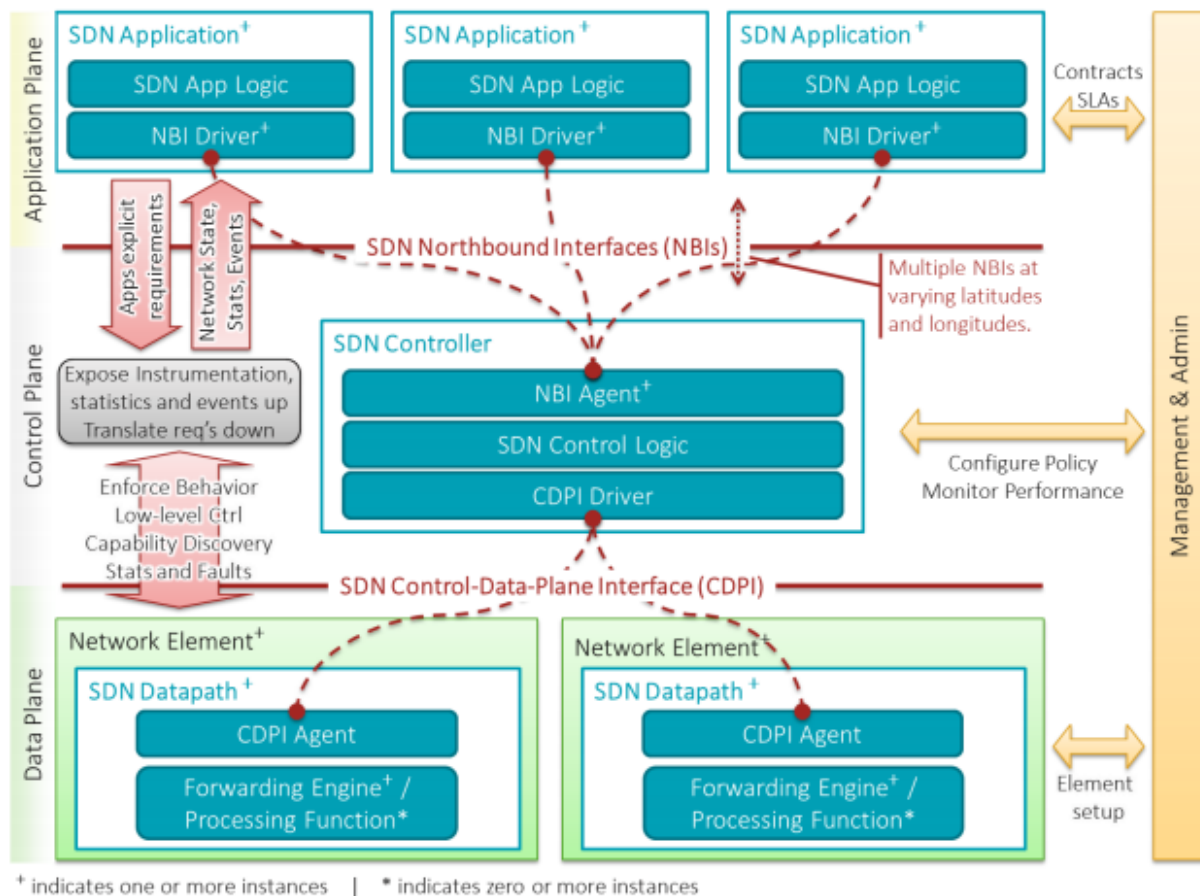 Application Plane
SDN Application+
SDN App Logic
NBI Driver+
SDN Application+
SDN App Logic
NBI Driver+
SDN Application+
SDN App Logic
NBI Driver+
Contracts
SLAs
Apps explicit
requirements
Network State,
Stats, Events
SDN Northbound Interfaces (NBIs)
Multiple NBIs at
varying latitudes
and longitudes.
Control Plane
Expose Instrumentation,
statistics and events up
Translate req's down
SDN Controller
NBI Agent+
SDN Control Logic
CDPI Driver
Configure Policy
Monitor Performance
Management & Admin
Enforce Behavior
Low-level Ctrl
Capability Discovery
Stats and Faults
SDN Control-Data-Plane Interface (CDPI)
Data Plane
Network Element+
SDN Datapath+
CDPI Agent
Forwarding Engine+ /
Processing Function*
Network Element+
SDN Datapath+
CDPI Agent
Forwarding Engine+ /
Processing Function*
Element
setup
+ indicates one or more instances | * indicates zero or more instances